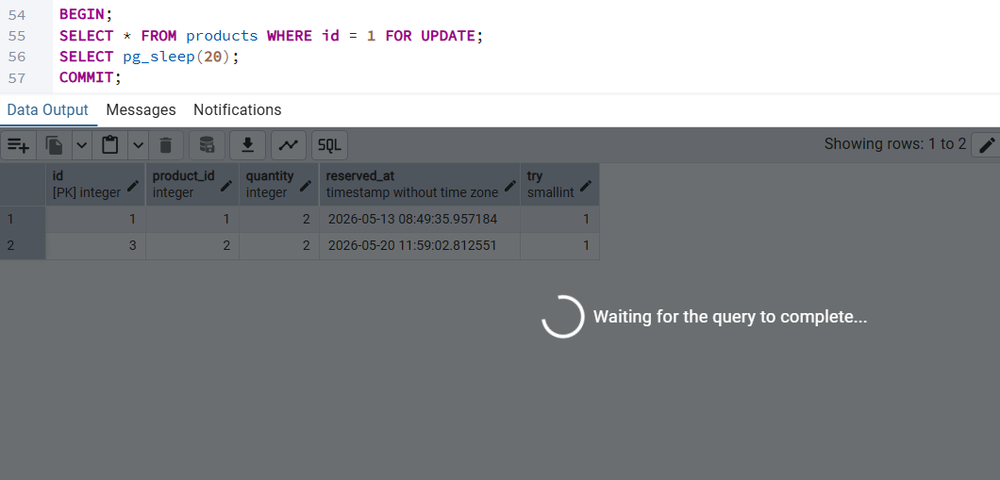 54 BEGIN;
55 SELECT * FROM products WHERE id = 1 FOR UPDATE;
56 SELECT pg_sleep(20);
57 COMMIT;
Data Output Messages Notifications
SQL Showing rows: 1 to 2
id product_id quantity reserved_at try
[PK] integer integer integer timestamp without time zone smallint
1 1 1 2 2026-05-13 08:49:35.957184 1
2 3 2 2 2026-05-20 11:59:02.812551 1
Waiting for the query to complete...